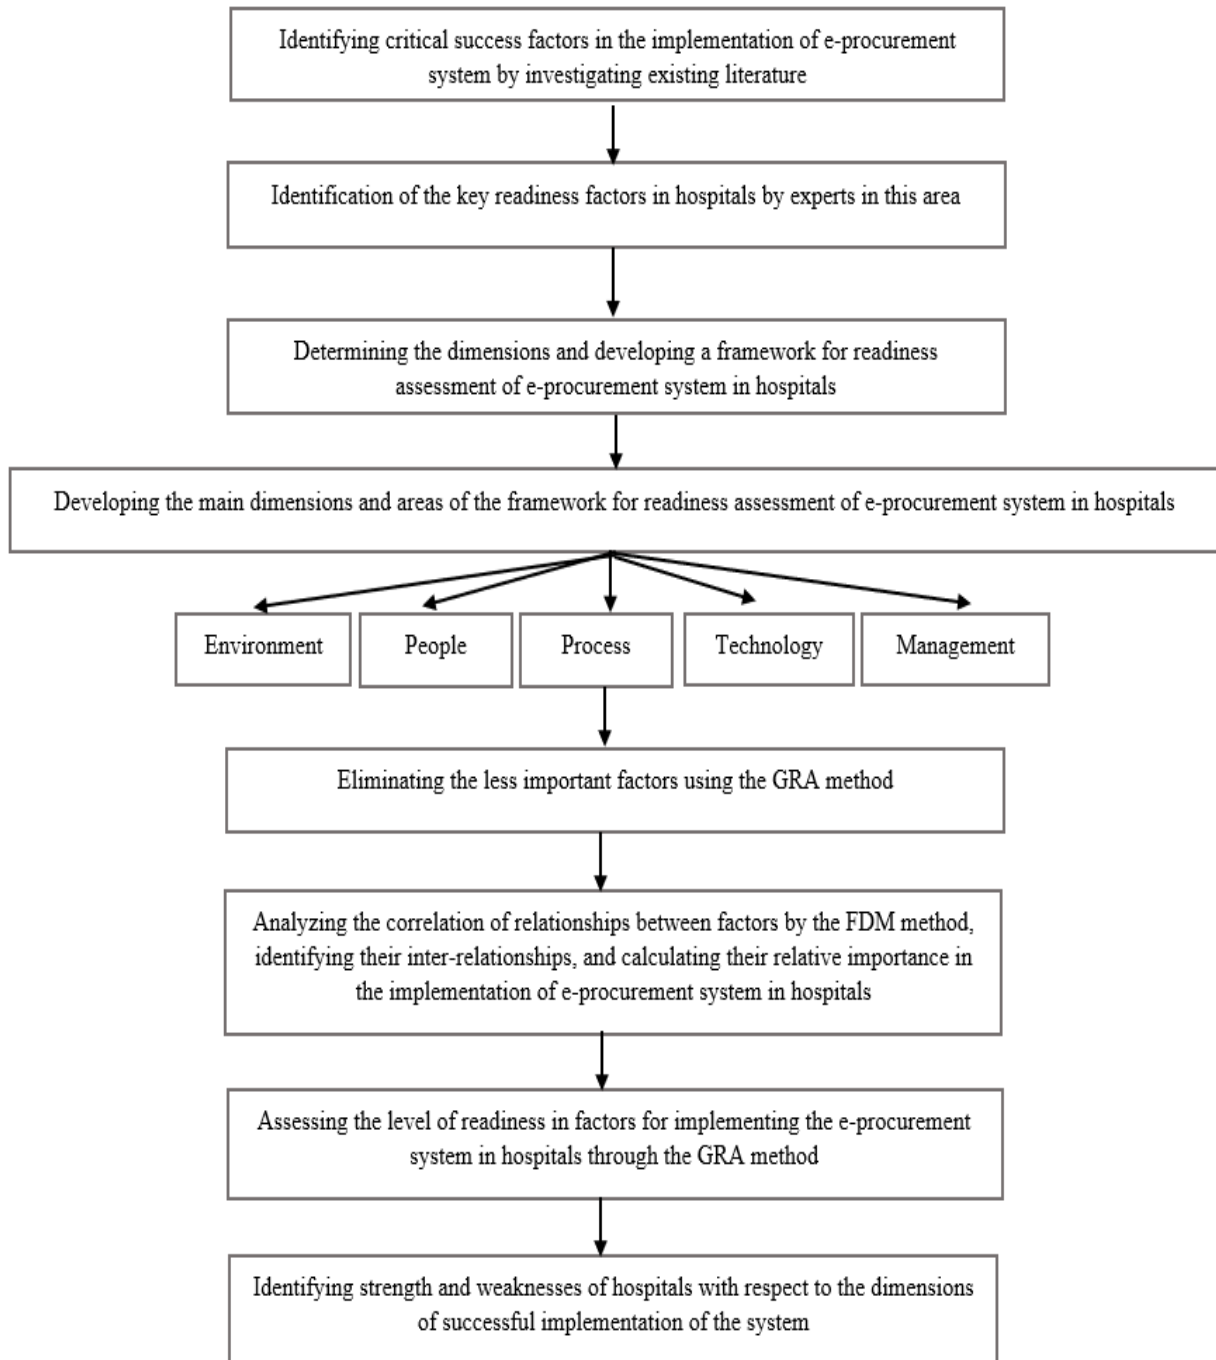 Identifying critical success factors in the implementation of e-procurement
system by investigating existing literature
Identification of the key readiness factors in hospitals by experts in this area
Determining the dimensions and developing a framework for readiness
assessment of e-procurement system in hospitals
Developing the main dimensions and areas of the framework for readiness assessment of e-procurement system in hospitals
Environment
People
Process
Technology
Management
Eliminating the less important factors using the GRA method
Analyzing the correlation of relationships between factors by the FDM method,
identifying their inter-relationships, and calculating their relative importance in
the implementation of e-procurement system in hospitals
Assessing the level of readiness in factors for implementing the e-procurement
system in hospitals through the GRA method
Identifying strength and weaknesses of hospitals with respect to the dimensions
of successful implementation of the system